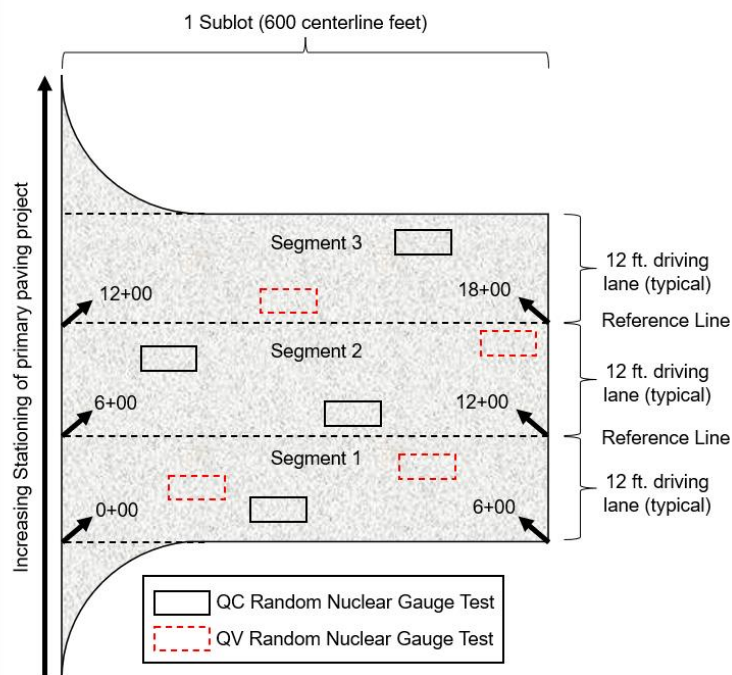 1 Sublot (600 centerline feet)
Increasing Stationing of primary paving project
Segment 3
12+00
18+00
12 ft. driving
lane (typical)
Reference Line
Segment 2
6+00
12+00
12 ft. driving
lane (typical)
Reference Line
Segment 1
0+00
6+00
12 ft. driving
lane (typical)
QC Random Nuclear Gauge Test
QV Random Nuclear Gauge Test